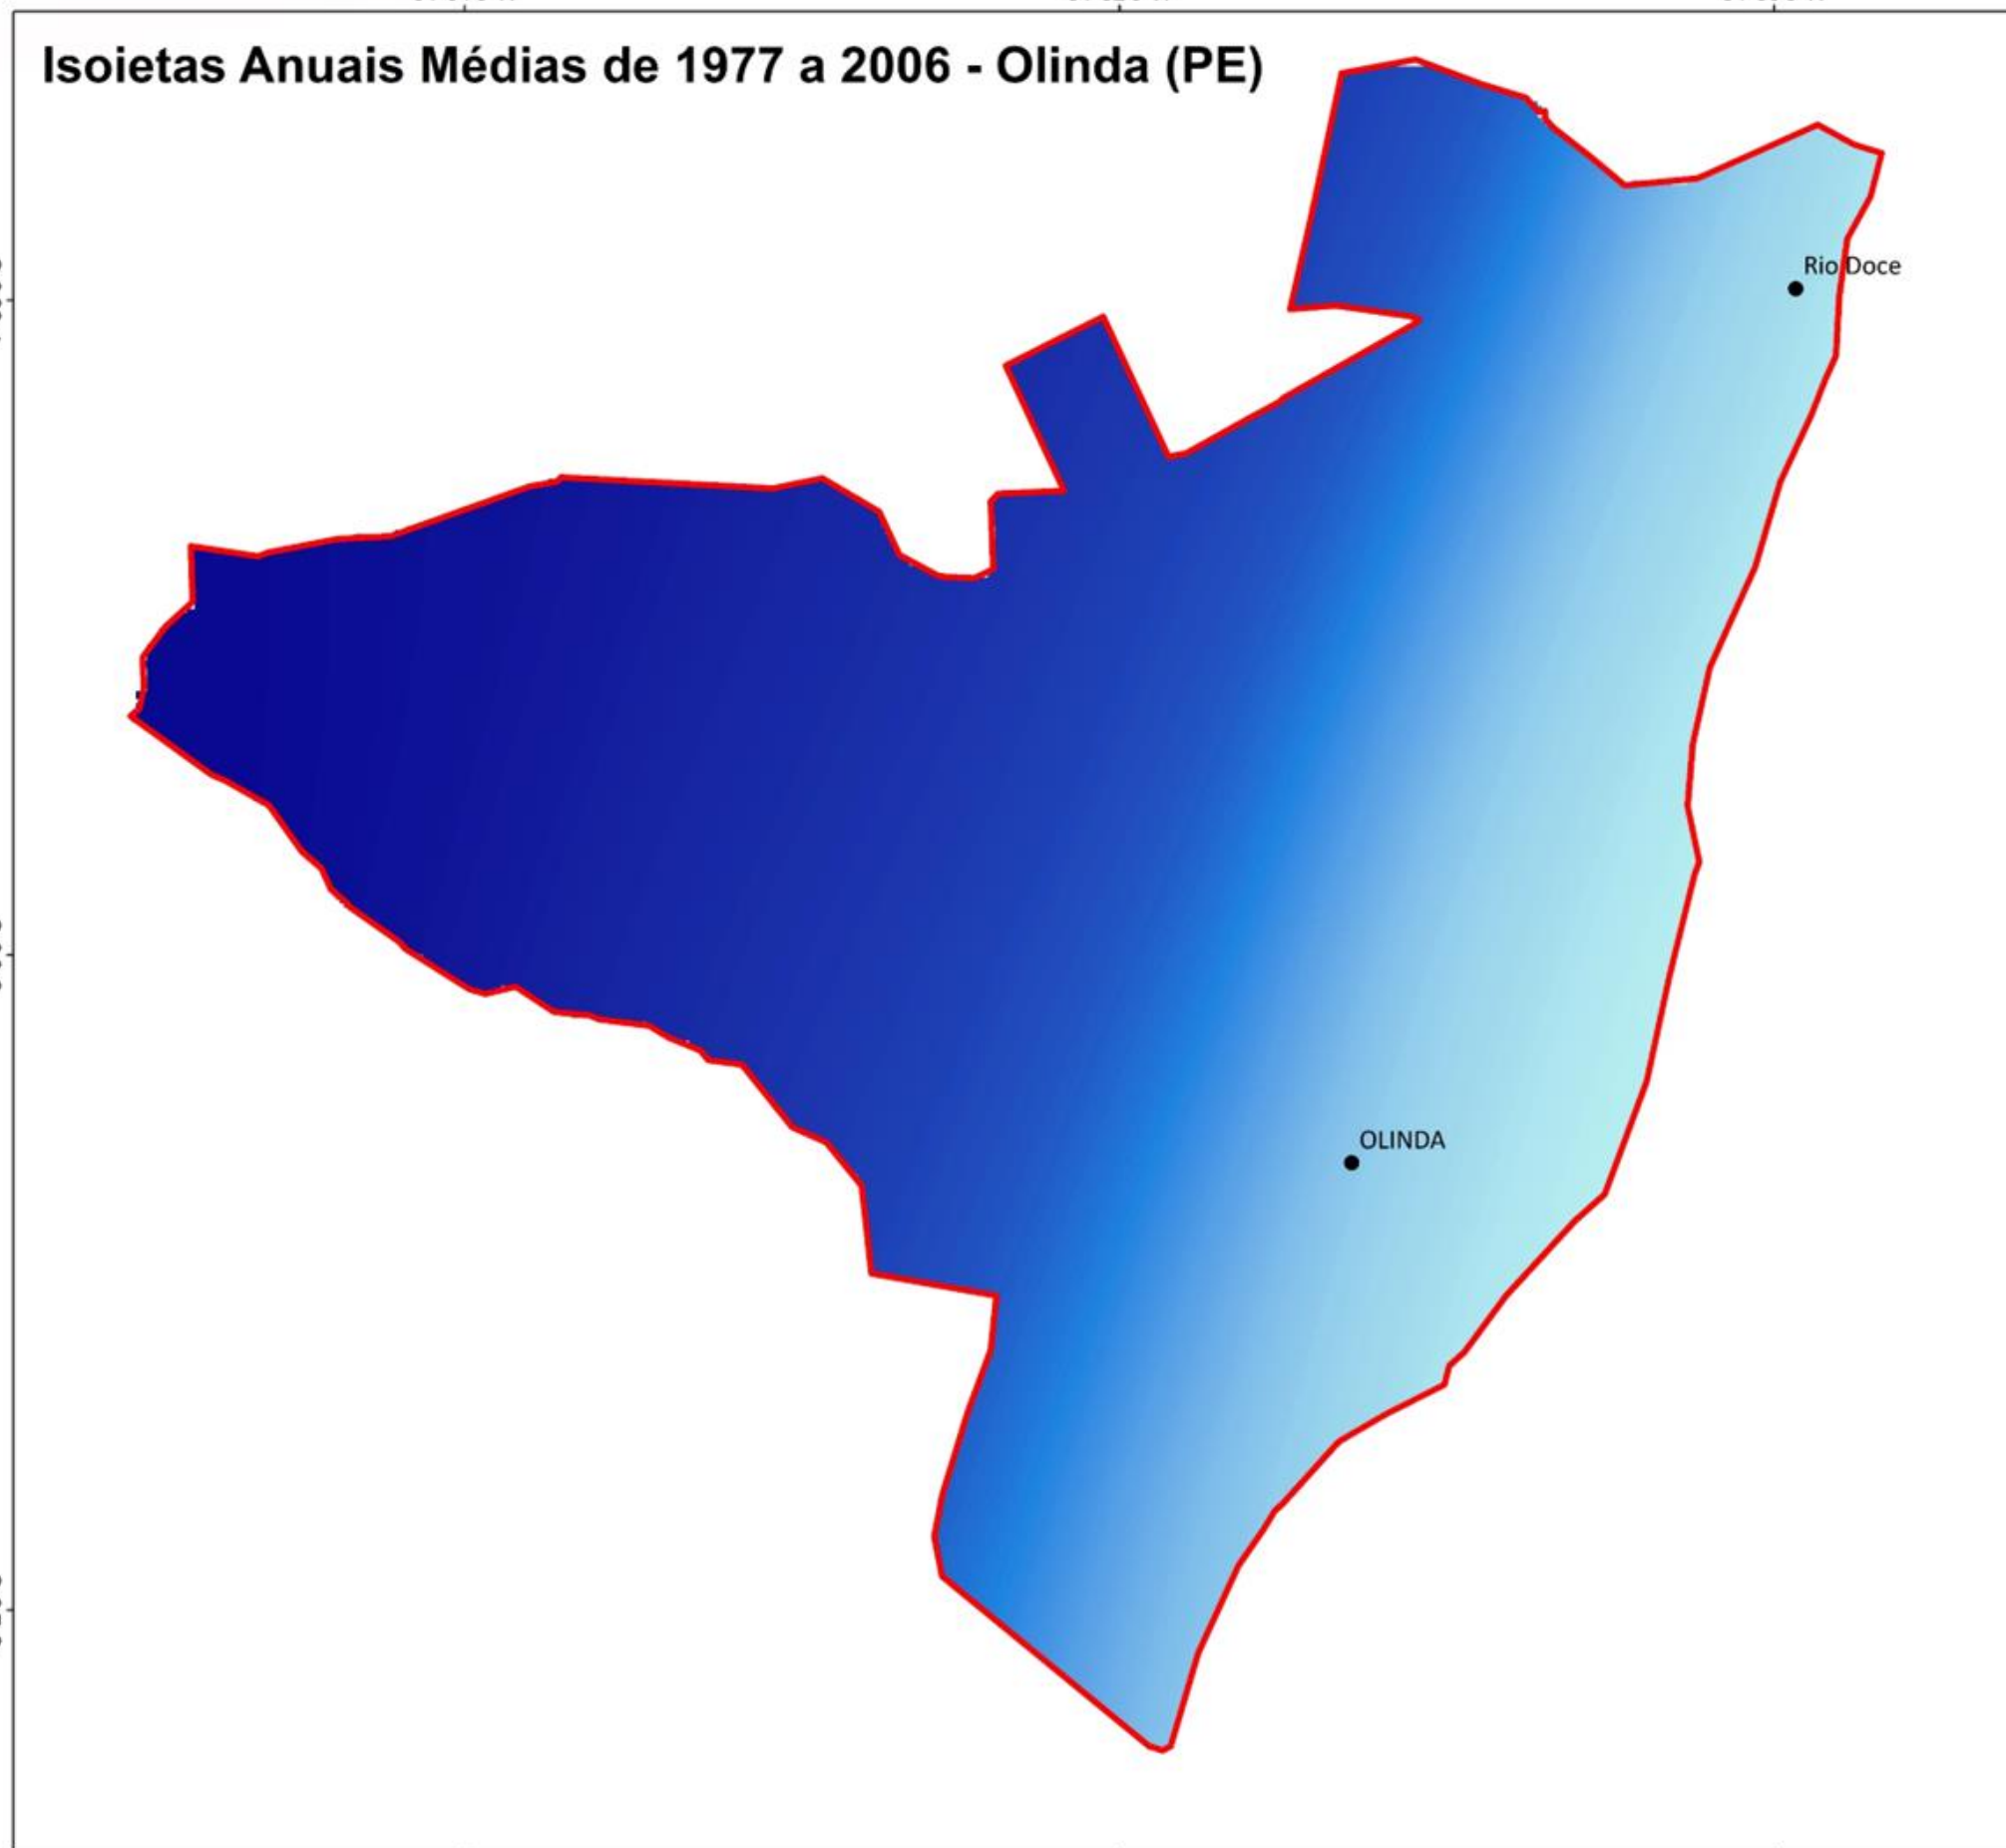 Isoietas Anuais Médias de 1977 a 2006 - Olinda (PE)
Rio Doce
OLINDA